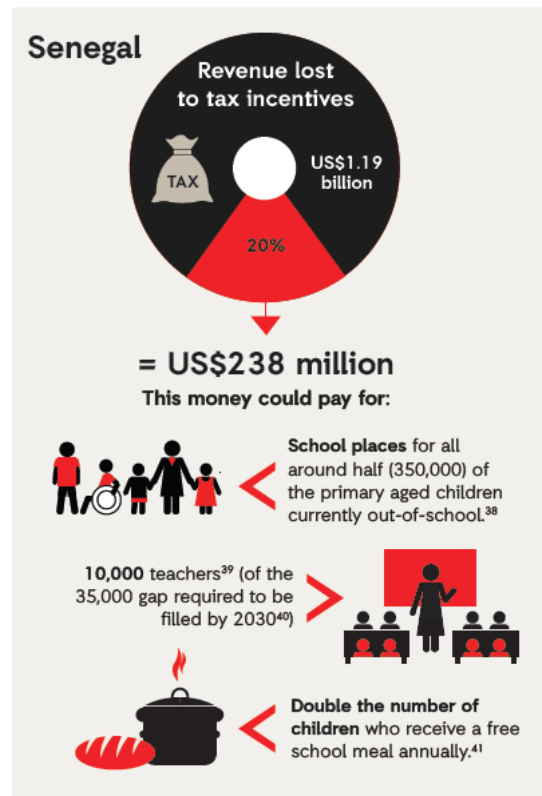 Senegal
Revenue lost
to tax incentives
TAX
US$1.19
billion
20%
= US$238 million
This money could pay for:
School places for all
around half (350,000) of
the primary aged children
currently out-of-school.³⁸
10,000 teachers³⁹ (of the
35,000 gap required to be
filled by 2030⁴⁰)
Double the number of
children who receive a free
school meal annually.⁴¹